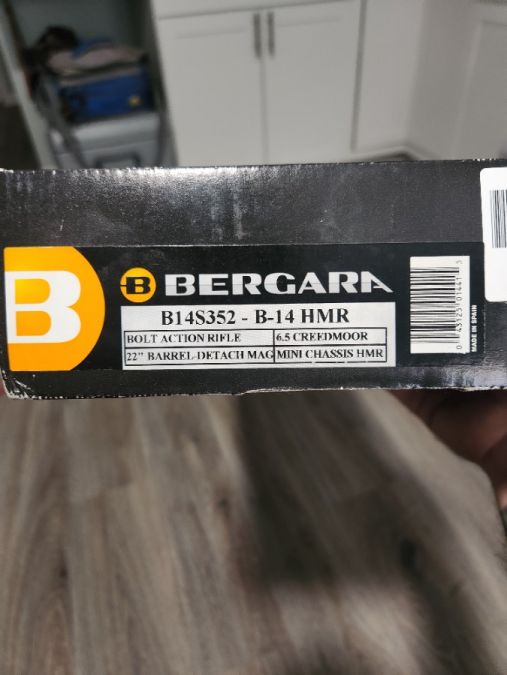 B
B BERGARA
B14S352 - B-14 HMR
BOLT ACTION RIFLE 6.5 CREEDMOOR
22" BARREL-DETACH MAG MINI CHASSIS HMR
MADE IN SPAIN